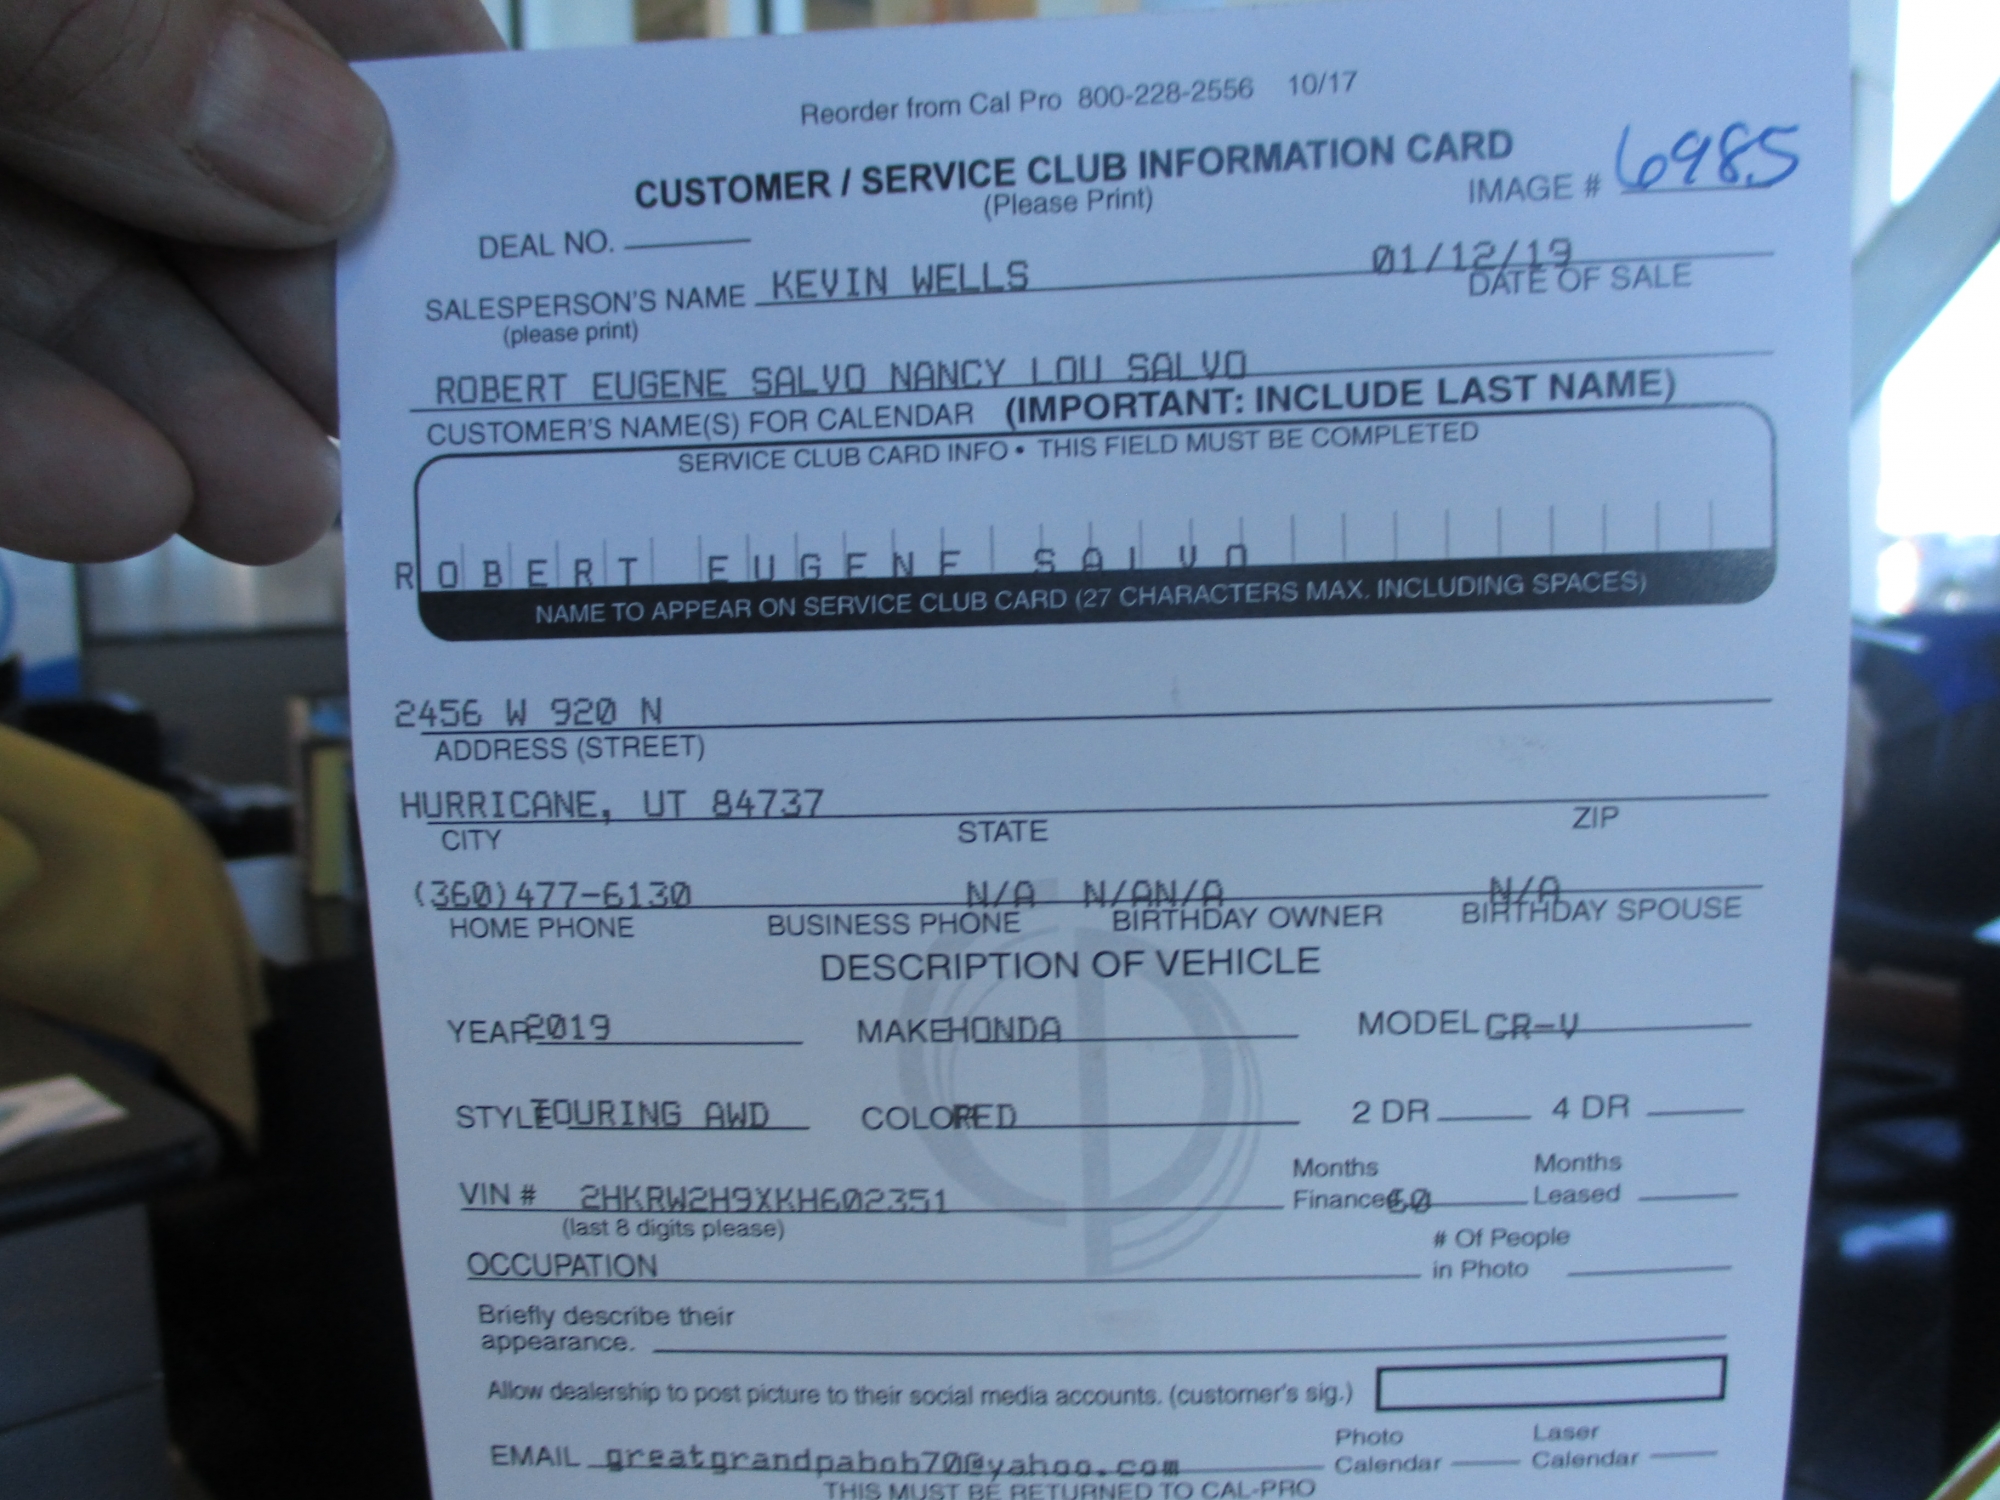 Reorder from Cal Pro 800-228-2556 10/17
CUSTOMER / SERVICE CLUB INFORMATION CARD
(Please Print)
IMAGE # 6985
DEAL NO.
SALESPERSON'S NAME KEVIN WELLS 01/12/19
(please print) DATE OF SALE
ROBERT EUGENE SALVO NANCY LOU SALVO
CUSTOMER'S NAME(S) FOR CALENDAR (IMPORTANT: INCLUDE LAST NAME)
SERVICE CLUB CARD INFO • THIS FIELD MUST BE COMPLETED
ROBERT EUGENE SALVO
NAME TO APPEAR ON SERVICE CLUB CARD (27 CHARACTERS MAX. INCLUDING SPACES)
2456 W 920 N
ADDRESS (STREET)
HURRICANE, UT 84737
CITY STATE ZIP
(360)477-6130 N/A N/AN/A N/A
HOME PHONE BUSINESS PHONE BIRTHDAY OWNER BIRTHDAY SPOUSE
DESCRIPTION OF VEHICLE
YEAR 2019 MAKE HONDA MODEL CR-V
STYLE TOURING AWD COLOR RED 2 DR 4 DR
VIN # 2HKRW2H9XKH602351 Months Financed 60 Months Leased
(last 8 digits please)
OCCUPATION # Of People in Photo
Briefly describe their
appearance.
Allow dealership to post picture to their social media accounts. (customer's sig.)
EMAIL greatgrandpabob70@yahoo.com Photo Calendar Laser Calendar
THIS MUST BE RETURNED TO CAL-PRO